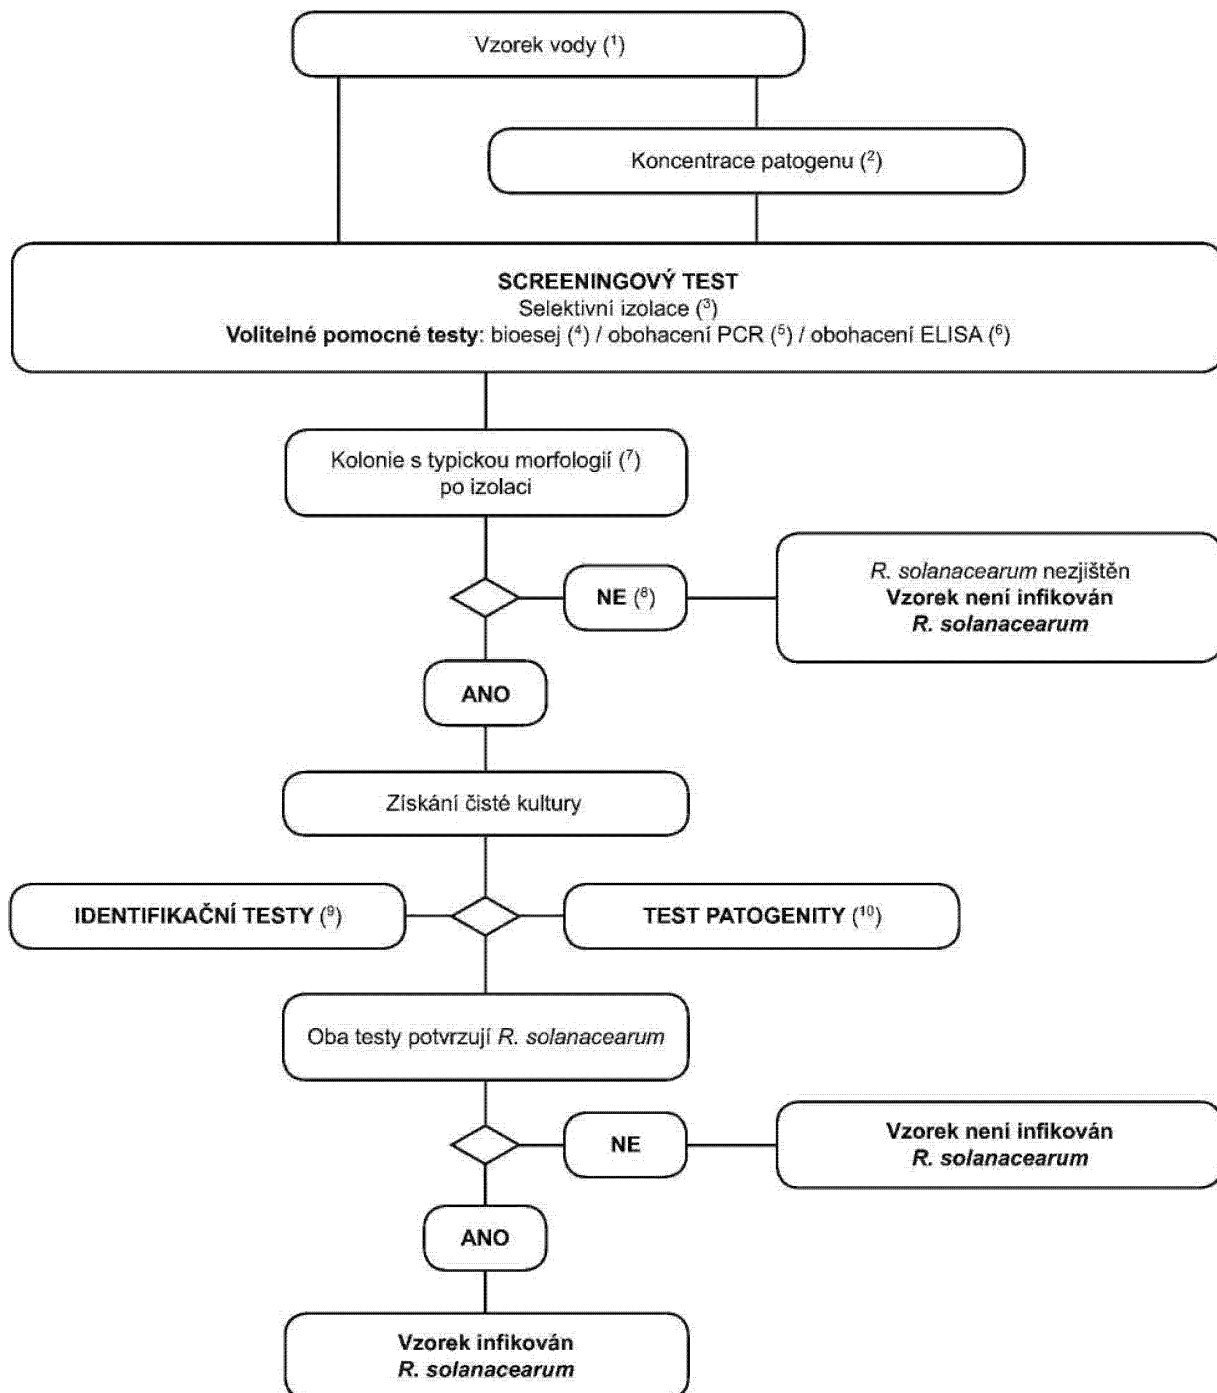 Vzorek vody (¹)
Koncentrace patogenu (²)
SCREENINGOVÝ TEST
Selektivní izolace (³)
Volitelné pomocné testy: bioesej (⁴) / obohacení PCR (⁵) / obohacení ELISA (⁶)
Kolonie s typickou morfologií (⁷)
po izolaci
NE (⁸)
R. solanacearum nezjištěn
Vzorek není infikován
R. solanacearum
ANO
Získání čisté kultury
IDENTIFIKAČNÍ TESTY (⁹)
TEST PATOGENITY (¹⁰)
Oba testy potvrzují R. solanacearum
NE
Vzorek není infikován
R. solanacearum
ANO
Vzorek infikován
R. solanacearum